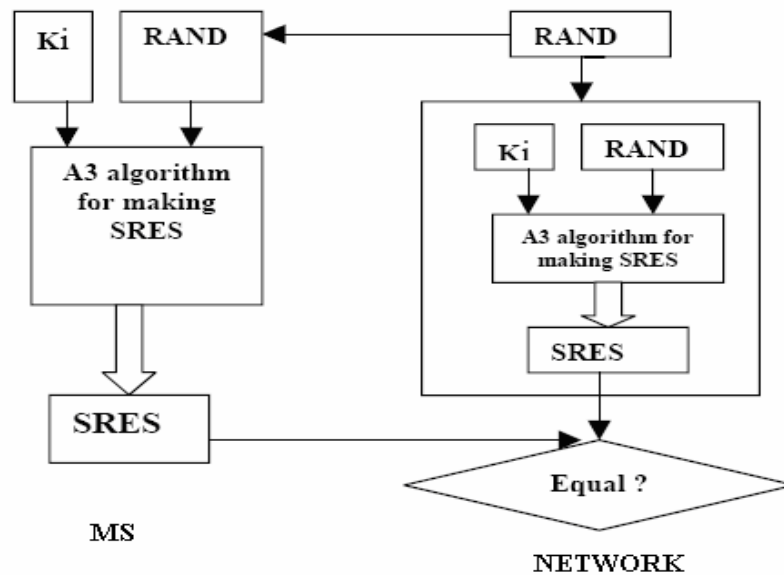 Ki
RAND
RAND
Ki
RAND
A3 algorithm
for making
SRES
A3 algorithm for
making SRES
SRES
SRES
Equal ?
MS
NETWORK